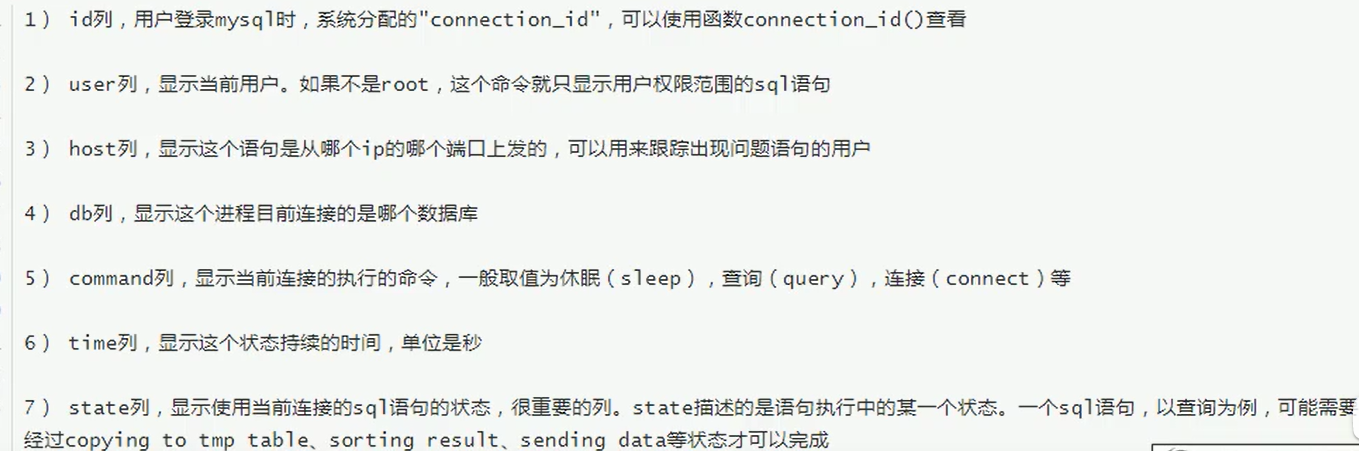 1） id列，用户登录mysql时，系统分配的"connection_id"，可以使用函数connection_id()查看
2） user列，显示当前用户。如果不是root，这个命令就只显示用户权限范围的sql语句
3） host列，显示这个语句是从哪个ip的哪个端口上发的，可以用来跟踪出现问题语句的用户
4） db列，显示这个进程目前连接的是哪个数据库
5） command列，显示当前连接的执行的命令，一般取值为休眠（sleep），查询（query），连接（connect）等
6） time列，显示这个状态持续的时间，单位是秒
7） state列，显示使用当前连接的sql语句的状态，很重要的列。state描述的是语句执行中的某一个状态。一个sql语句，以查询为例，可能需要
经过copying to tmp table、sorting result、sending data等状态才可以完成